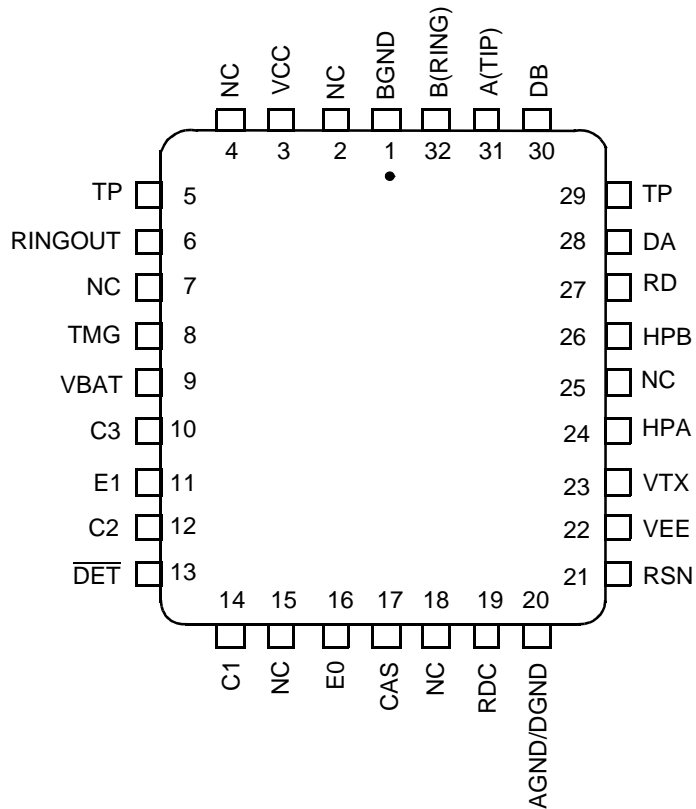 NC VCC NC BGND B(RING) A(TIP) DB
4 3 2 1 32 31 30
TP 5 29 TP
RINGOUT 6 28 DA
NC 7 27 RD
TMG 8 26 HPB
VBAT 9 25 NC
C3 10 24 HPA
E1 11 23 VTX
C2 12 22 VEE
D̅E̅T̅ 13 21 RSN
14 15 16 17 18 19 20
C1 NC E0 CAS NC RDC AGND/DGND